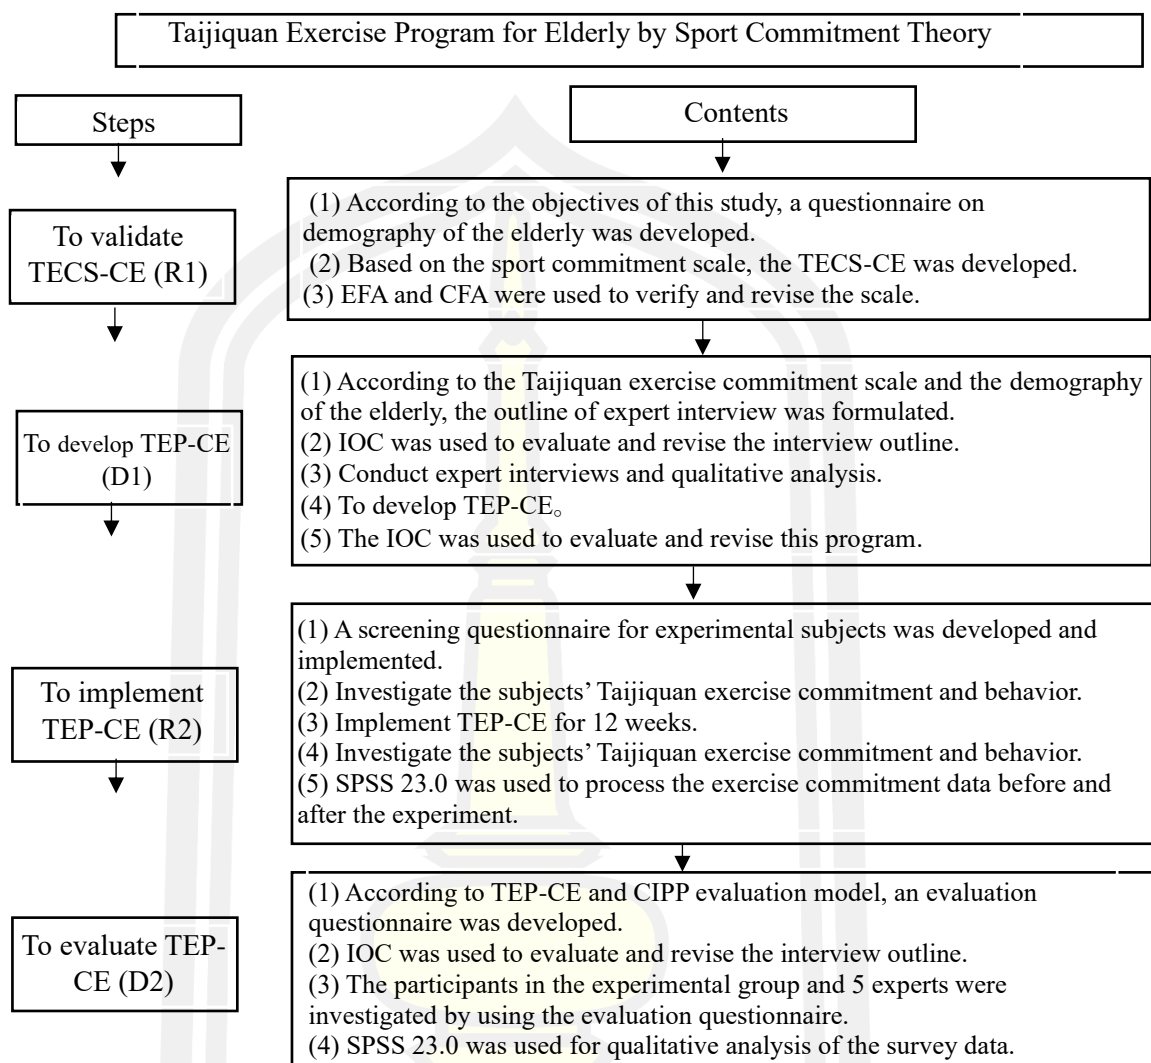 Taijiquan Exercise Program for Elderly by Sport Commitment Theory
Steps
Contents
To validate
TECS-CE (R1)
(1) According to the objectives of this study, a questionnaire on
demography of the elderly was developed.
(2) Based on the sport commitment scale, the TECS-CE was developed.
(3) EFA and CFA were used to verify and revise the scale.
To develop TEP-CE
(D1)
(1) According to the Taijiquan exercise commitment scale and the demography
of the elderly, the outline of expert interview was formulated.
(2) IOC was used to evaluate and revise the interview outline.
(3) Conduct expert interviews and qualitative analysis.
(4) To develop TEP-CE。
(5) The IOC was used to evaluate and revise this program.
To implement
TEP-CE (R2)
(1) A screening questionnaire for experimental subjects was developed and
implemented.
(2) Investigate the subjects’ Taijiquan exercise commitment and behavior.
(3) Implement TEP-CE for 12 weeks.
(4) Investigate the subjects’ Taijiquan exercise commitment and behavior.
(5) SPSS 23.0 was used to process the exercise commitment data before and
after the experiment.
To evaluate TEP-
CE (D2)
(1) According to TEP-CE and CIPP evaluation model, an evaluation
questionnaire was developed.
(2) IOC was used to evaluate and revise the interview outline.
(3) The participants in the experimental group and 5 experts were
investigated by using the evaluation questionnaire.
(4) SPSS 23.0 was used for qualitative analysis of the survey data.